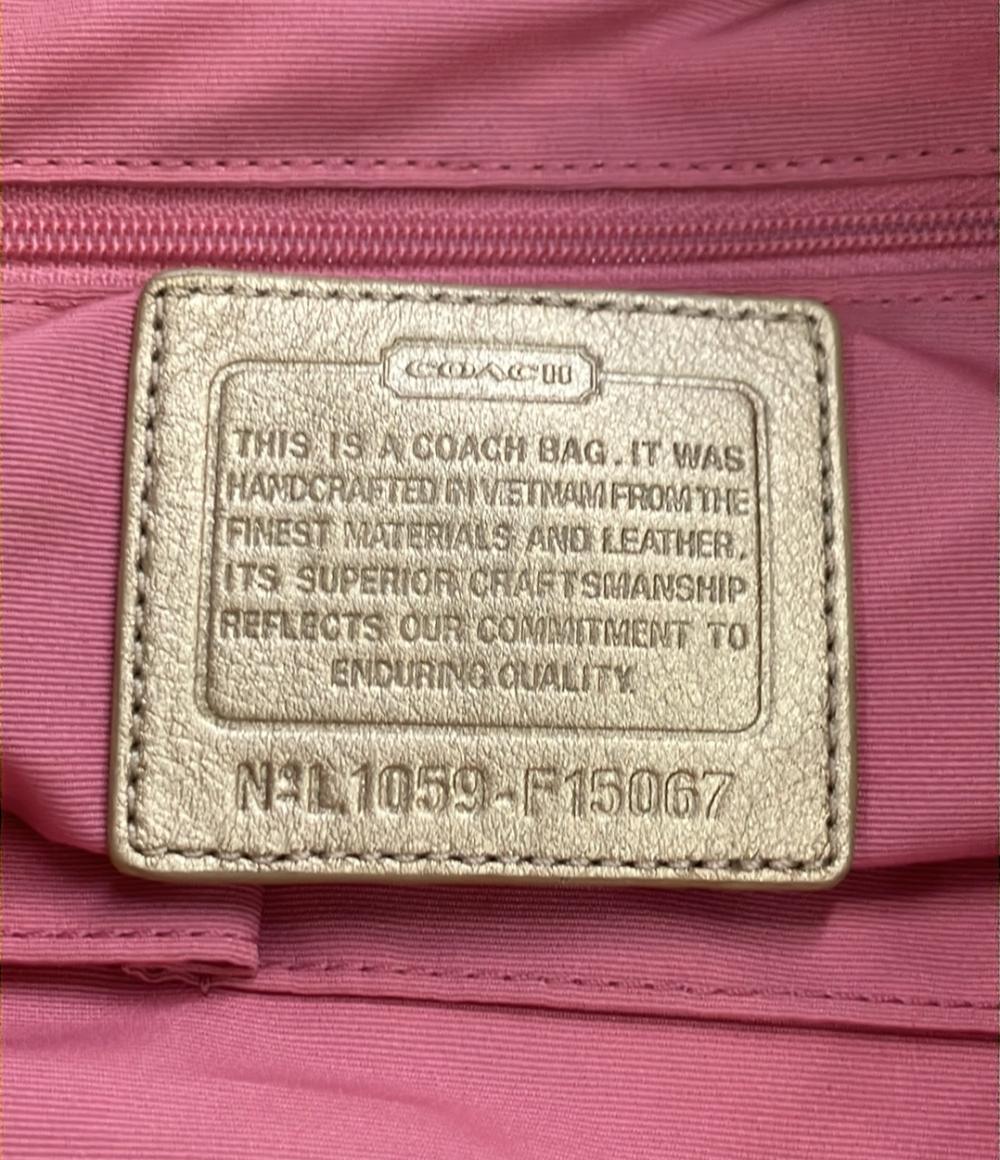 COACH
THIS IS A COACH BAG. IT WAS
HANDCRAFTED IN VIETNAM FROM THE
FINEST MATERIALS AND LEATHER.
ITS SUPERIOR CRAFTSMANSHIP
REFLECTS OUR COMMITMENT TO
ENDURING QUALITY.
Nº L1059-F15067